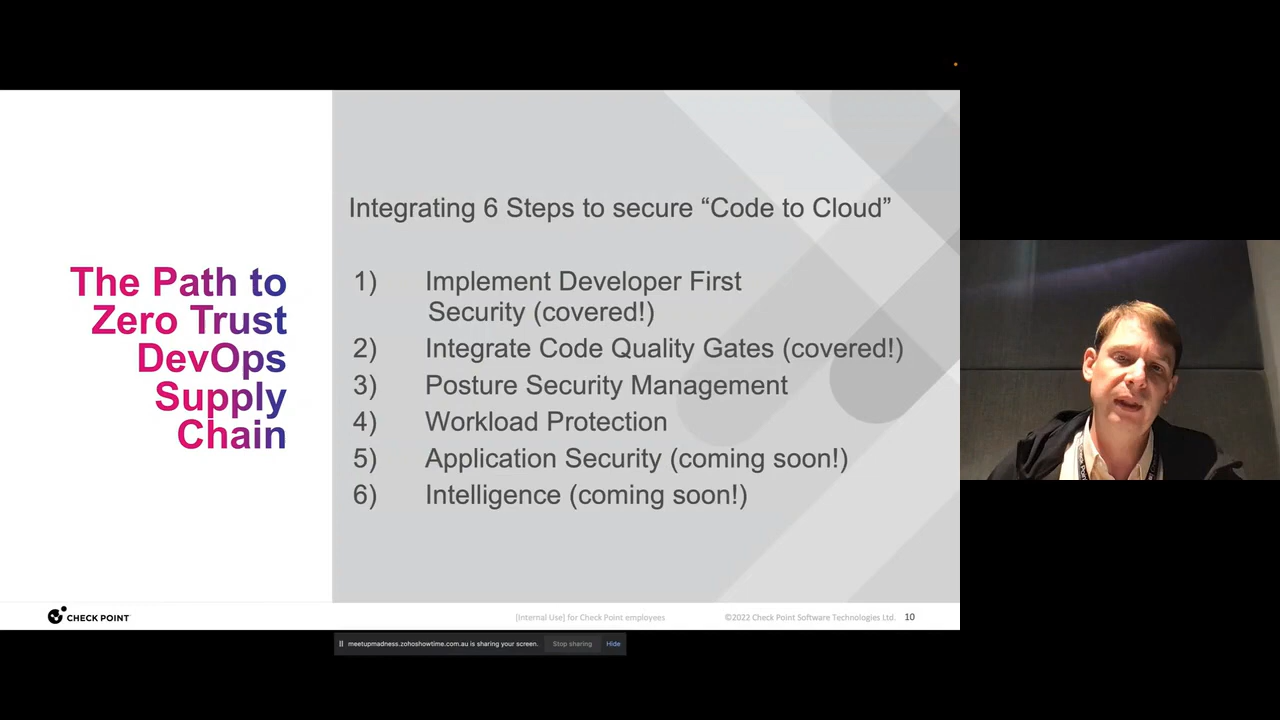 The Path to
Zero Trust
DevOps
Supply
Chain
Integrating 6 Steps to secure “Code to Cloud”
1) Implement Developer First
Security (covered!)
2) Integrate Code Quality Gates (covered!)
3) Posture Security Management
4) Workload Protection
5) Application Security (coming soon!)
6) Intelligence (coming soon!)
CHECK POINT
[Internal Use] for Check Point employees
©2022 Check Point Software Technologies Ltd.
10
meetupmadness.zohoshowtime.com.au is sharing your screen.
Stop sharing
Hide